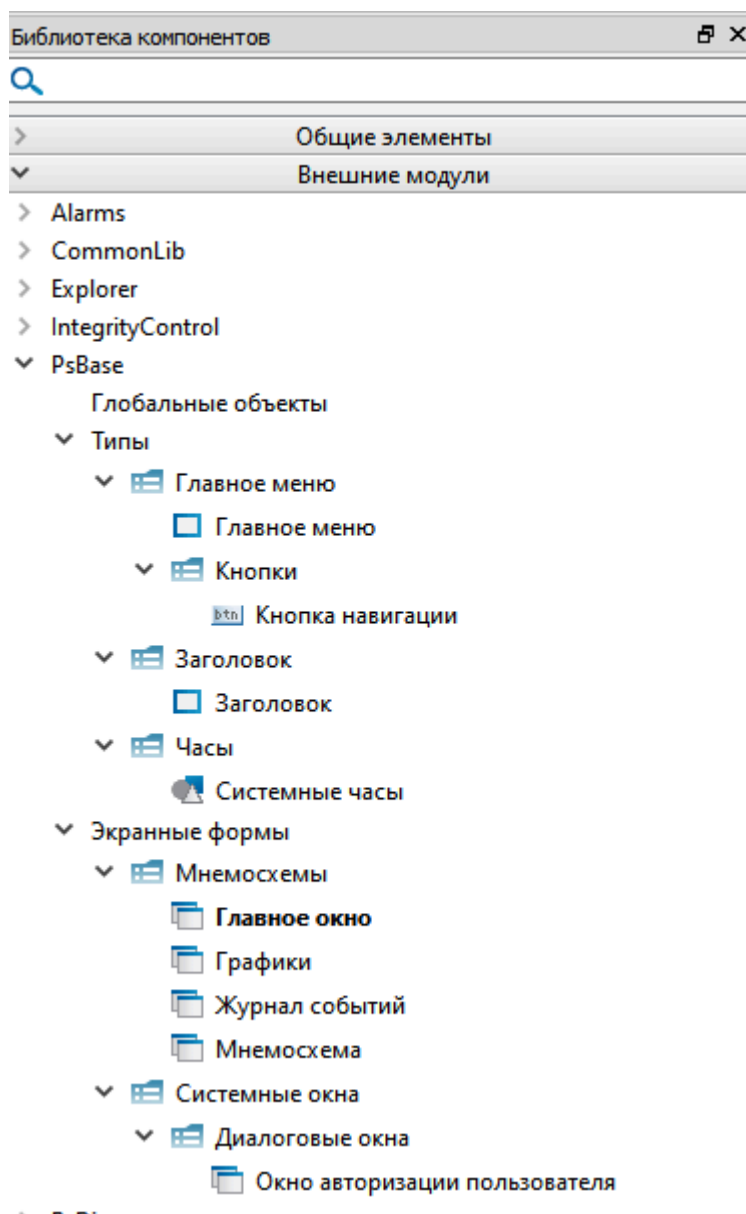 Библиотека компонентов
Общие элементы
Внешние модули
Alarms
CommonLib
Explorer
IntegrityControl
PsBase
Глобальные объекты
Типы
Главное меню
Главное меню
Кнопки
btn Кнопка навигации
Заголовок
Заголовок
Часы
Системные часы
Экранные формы
Мнемосхемы
Главное окно
Графики
Журнал событий
Мнемосхема
Системные окна
Диалоговые окна
Окно авторизации пользователя